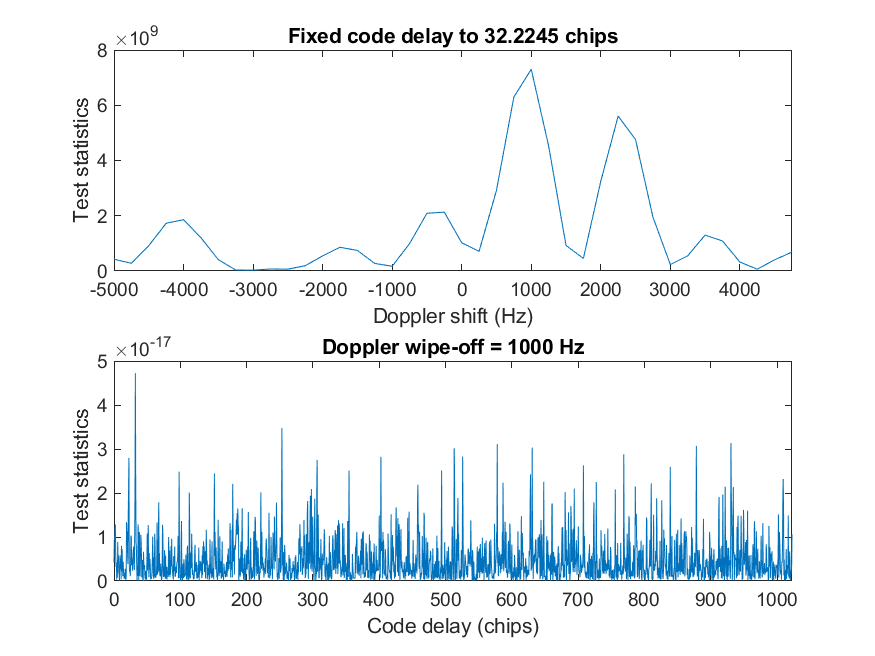 Fixed code delay to 32.2245 chips
×10^9
8
6
4
2
0
Test statistics
-5000 -4000 -3000 -2000 -1000 0 1000 2000 3000 4000
Doppler shift (Hz)
Doppler wipe-off = 1000 Hz
×10^-17
5
4
3
2
1
0
Test statistics
0 100 200 300 400 500 600 700 800 900 1000
Code delay (chips)